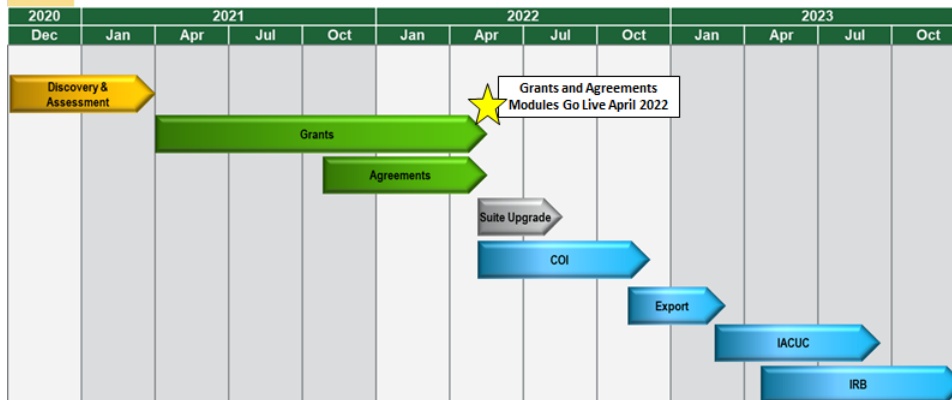 2020 2021 2022 2023
Dec Jan Apr Jul Oct Jan Apr Jul Oct Jan Apr Jul Oct
Discovery &
Assessment
Grants and Agreements
Modules Go Live April 2022
Grants
Agreements
Suite Upgrade
COI
Export
IACUC
IRB